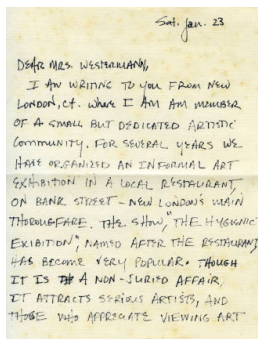 Sat. Jan. 23
DEAR MRS. WESTERMANN,
I AM WRITING TO YOU FROM NEW
LONDON, Ct. where I AM AM MEMBER
OF A SMALL BUT DEDICATED ARTISTIC
COMMUNITY. FOR SEVERAL YEARS WE
HAVE ORGANIZED AN INFORMAL ART
EXHIBITION IN A LOCAL RESTAURANT,
ON BANK STREET - NEW LONDON'S MAIN
THOROUGFARE. THE SHOW, "THE HYGIENIC
EXIBITION", NAMED AFTER THE RESTAURANT,
HAS BECOME VERY POPULAR. THOUGH
IT IS A NON-JURIED AFFAIR,
IT ATTRACTS SERIOUS ARTISTS, AND
THOSE WHO APPRECIATE VIEWING ART